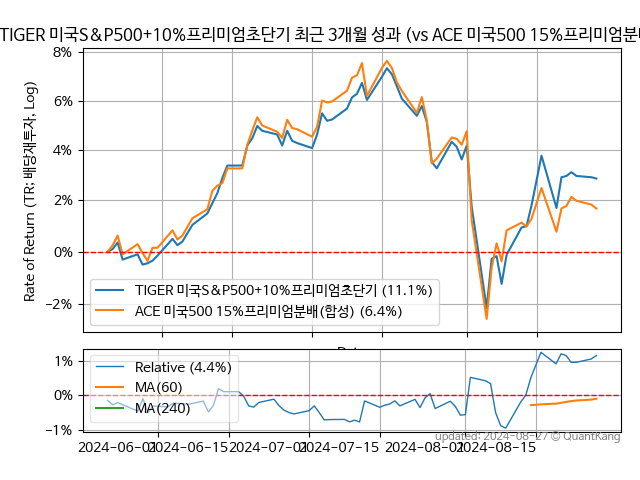 TIGER 미국S&P500+10%프리미엄초단기 최근 3개월 성과 (vs ACE 미국500 15%프리미엄분배
Rate of Return (TR: 배당재투자, Log)
8%
6%
4%
2%
0%
−2%
TIGER 미국S&P500+10%프리미엄초단기 (11.1%)
ACE 미국500 15%프리미엄분배(합성) (6.4%)
1%
0%
−1%
Relative (4.4%)
MA(60)
MA(240)
2024-06-01 2024-06-15 2024-07-01 2024-07-15 2024-08-01 2024-08-15
updated: 2024-08-27 © QuantKang